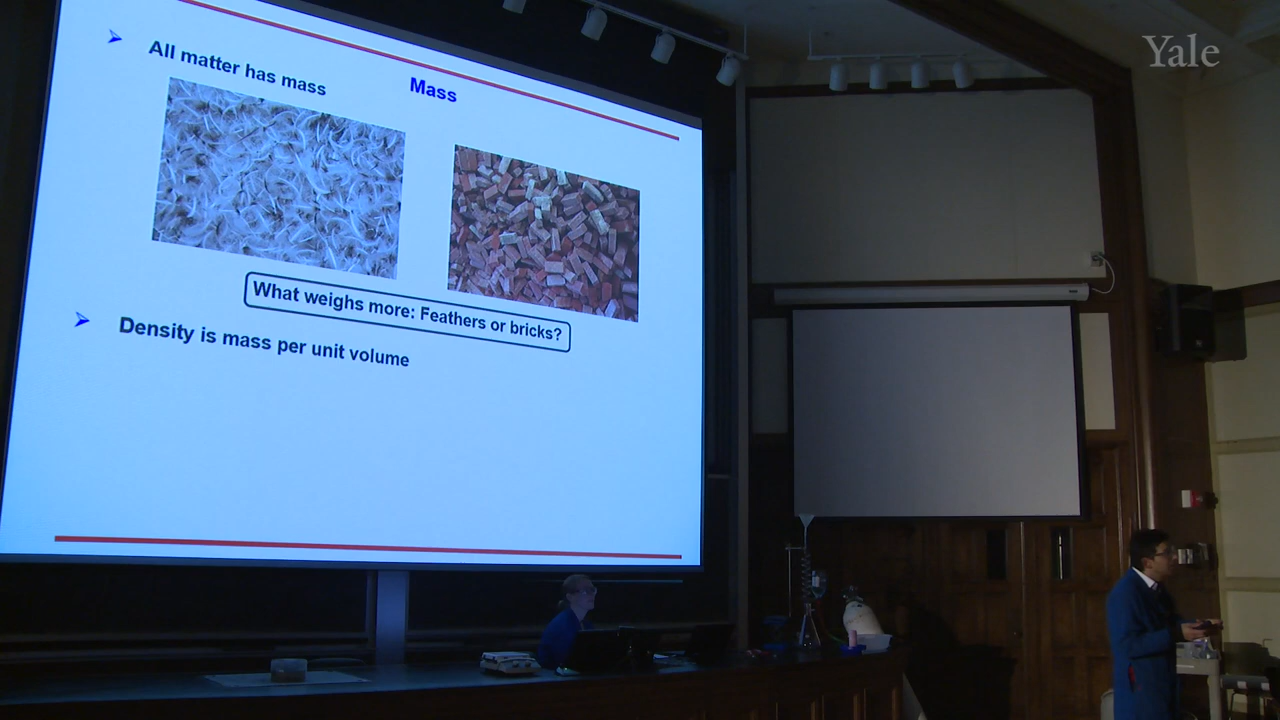 Yale
Mass
All matter has mass
What weighs more: Feathers or bricks?
Density is mass per unit volume